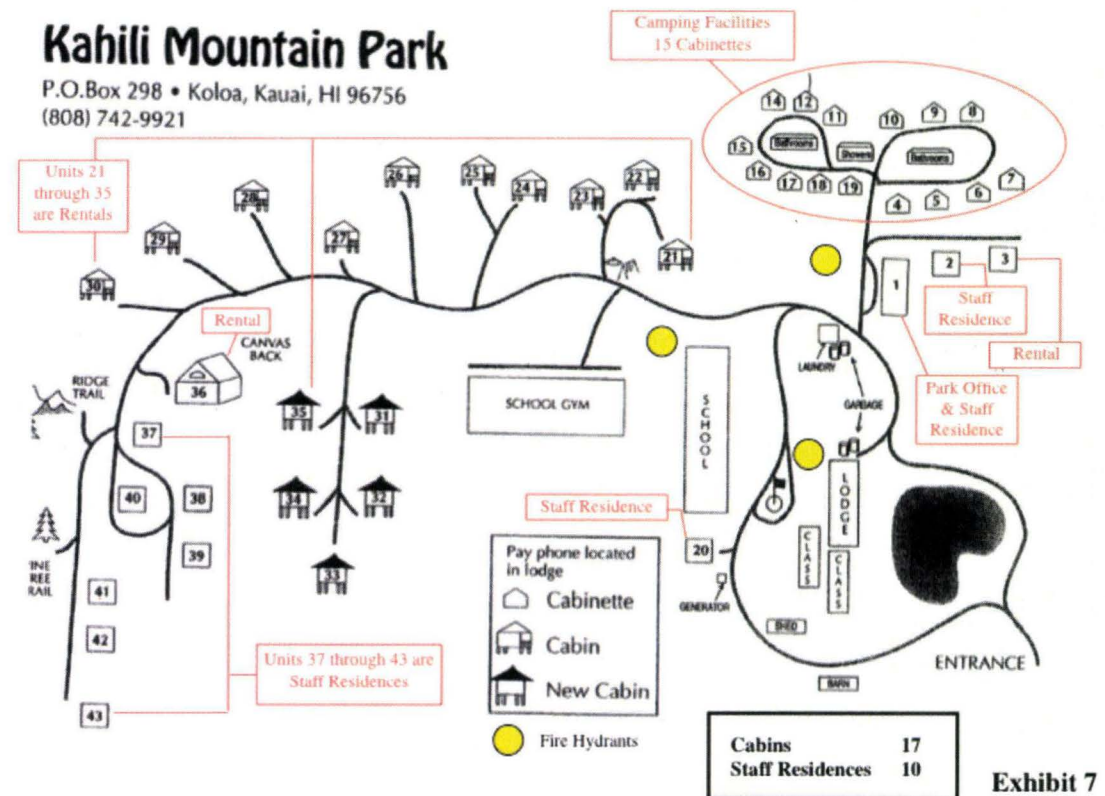 Kahili Mountain Park
P.O.Box 298 • Koloa, Kauai, HI 96756
(808) 742-9921
Camping Facilities
15 Cabinettes
Units 21
through 35
are Rentals
14
12
11
10
9
8
15
Bathrooms
Showers
Bathrooms
16
17
18
19
4
5
6
7
26
25
24
23
22
21
28
27
29
30
1
2
3
Staff
Residence
Rental
Park Office
& Staff
Residence
Rental
CANVAS
BACK
36
RIDGE
TRAIL
37
40
38
39
INE
REE
RAIL
41
42
43
35
31
34
32
33
SCHOOL GYM
SCHOOL
LAUNDRY
GARBAGE
LODGE
CLASS
CLASS
Staff Residence
20
GENERATOR
SHED
BARN
ENTRANCE
Units 37 through 43 are
Staff Residences
Pay phone located
in lodge
Cabinette
Cabin
New Cabin
Fire Hydrants
Cabins 17
Staff Residences 10
Exhibit 7